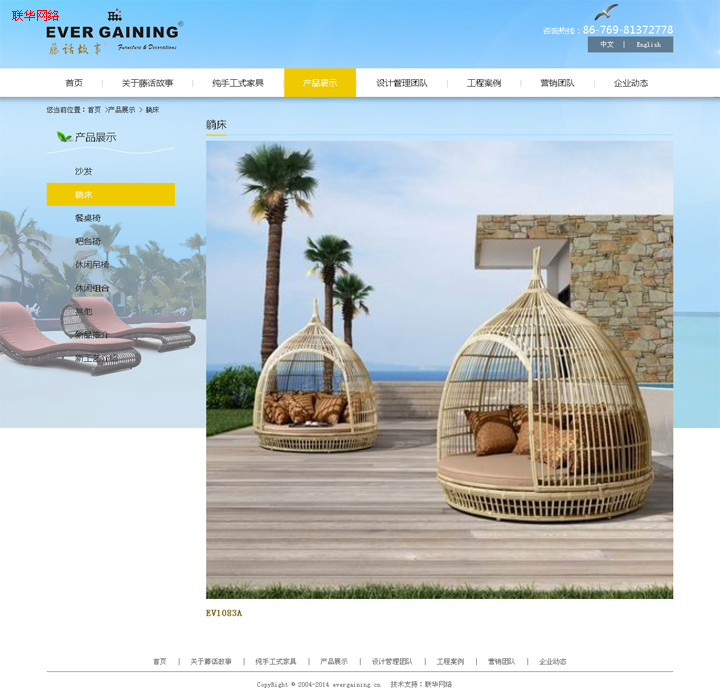 联华网络
EVER GAINING®
藤话故事
Furniture & Decorations
咨询热线：86-769-81372778
中文 | English
首页 关于藤话故事 纯手工式家具 产品展示 设计管理团队 工程案例 营销团队 企业动态
您当前位置：首页 >产品展示 > 躺床
产品展示
沙发
躺床
餐桌椅
吧台椅
休闲吊椅
休闲组合
其他
躺床
EV1083A
首页 | 关于藤话故事 | 纯手工式家具 | 产品展示 | 设计管理团队 | 工程案例 | 营销团队 | 企业动态
CopyRight © 2004-2014 evergaining.cn 技术支持：联华网络